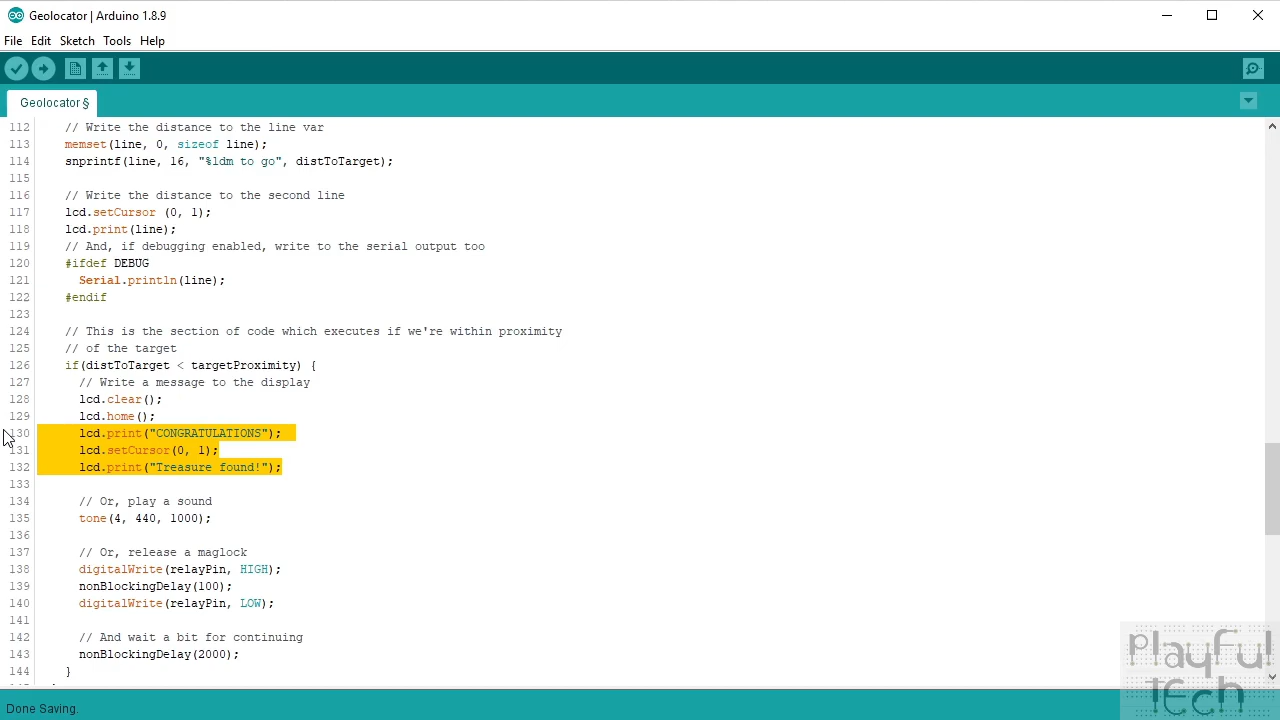 Geolocator | Arduino 1.8.9
File Edit Sketch Tools Help
Geolocator §
112 // Write the distance to the line var
113 memset(line, 0, sizeof line);
114 snprintf(line, 16, "%ldm to go", distToTarget);
115
116 // Write the distance to the second line
117 lcd.setCursor (0, 1);
118 lcd.print(line);
119 // And, if debugging enabled, write to the serial output too
120 #ifdef DEBUG
121 Serial.println(line);
122 #endif
123
124 // This is the section of code which executes if we're within proximity
125 // of the target
126 if(distToTarget < targetProximity) {
127 // Write a message to the display
128 lcd.clear();
129 lcd.home();
130 lcd.print("CONGRATULATIONS");
131 lcd.setCursor(0, 1);
132 lcd.print("Treasure found!");
133
134 // Or, play a sound
135 tone(4, 440, 1000);
136
137 // Or, release a maglock
138 digitalWrite(relayPin, HIGH);
139 nonBlockingDelay(100);
140 digitalWrite(relayPin, LOW);
141
142 // And wait a bit for continuing
143 nonBlockingDelay(2000);
144 }
Done Saving.
Playful
tech